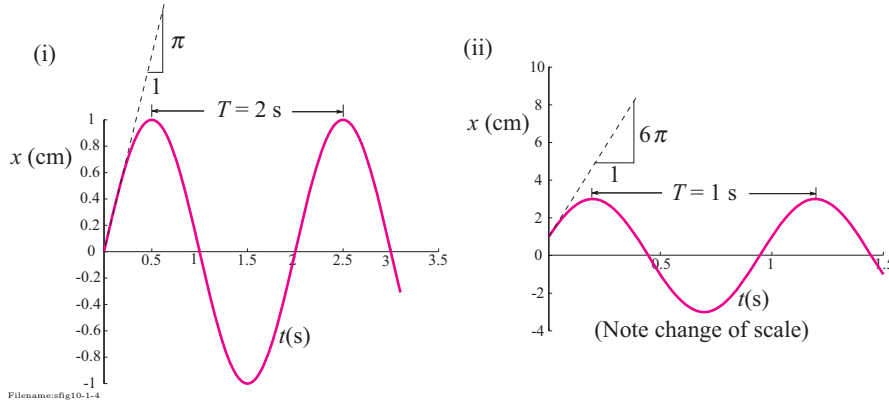 (i)
π
1
T = 2 s
x (cm)
1
0.8
0.6
0.4
0.2
0
-0.2
-0.4
-0.6
-0.8
-1
0.5
1
1.5
2
2.5
3
3.5
t(s)
Filename:sfig10-1-4
(ii)
x (cm)
10
8
6
4
2
0
-2
-4
6π
1
T = 1 s
0.5
1
1.5
t(s)
(Note change of scale)